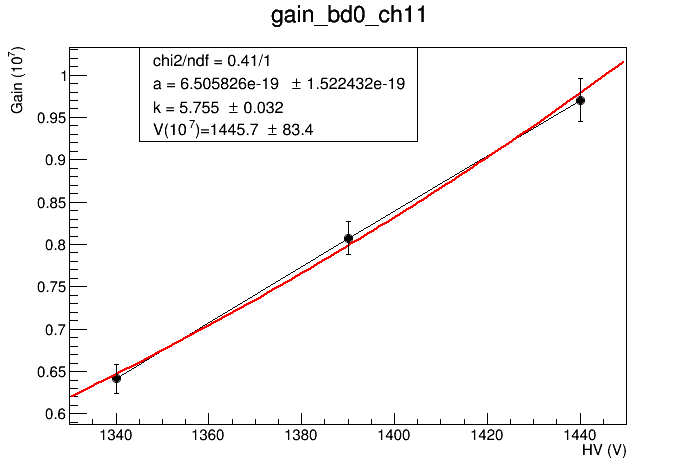 gain_bd0_ch11
chi2/ndf = 0.41/1
a = 6.505826e-19 ± 1.522432e-19
k = 5.755 ± 0.032
V(10⁷)=1445.7 ± 83.4
Gain (10⁷)
1
0.95
0.9
0.85
0.8
0.75
0.7
0.65
0.6
1340 1360 1380 1400 1420 1440
HV (V)